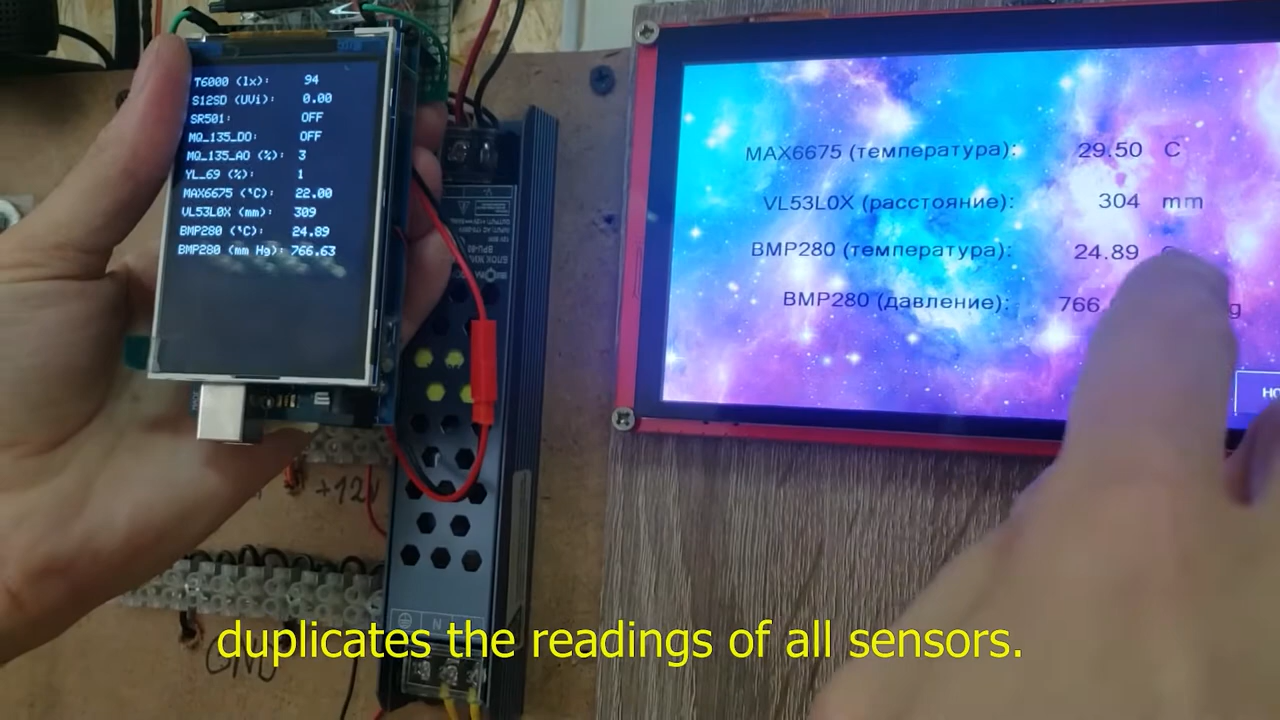 T6000 (lx): 94
S12SD (UVi): 0.00
SR501: OFF
MQ_135_DO: OFF
MQ_135_AO (%): 3
YL_69 (%): 1
MAX6675 (°C): 22.00
VL53L0X (mm): 309
BMP280 (°C): 24.89
BMP280 (mm Hg): 766.63
MAX6675 (температура): 29.50 C
VL53L0X (расстояние): 304 mm
BMP280 (температура): 24.89
BMP280 (давление): 766
+12V
N
GND
duplicates the readings of all sensors.